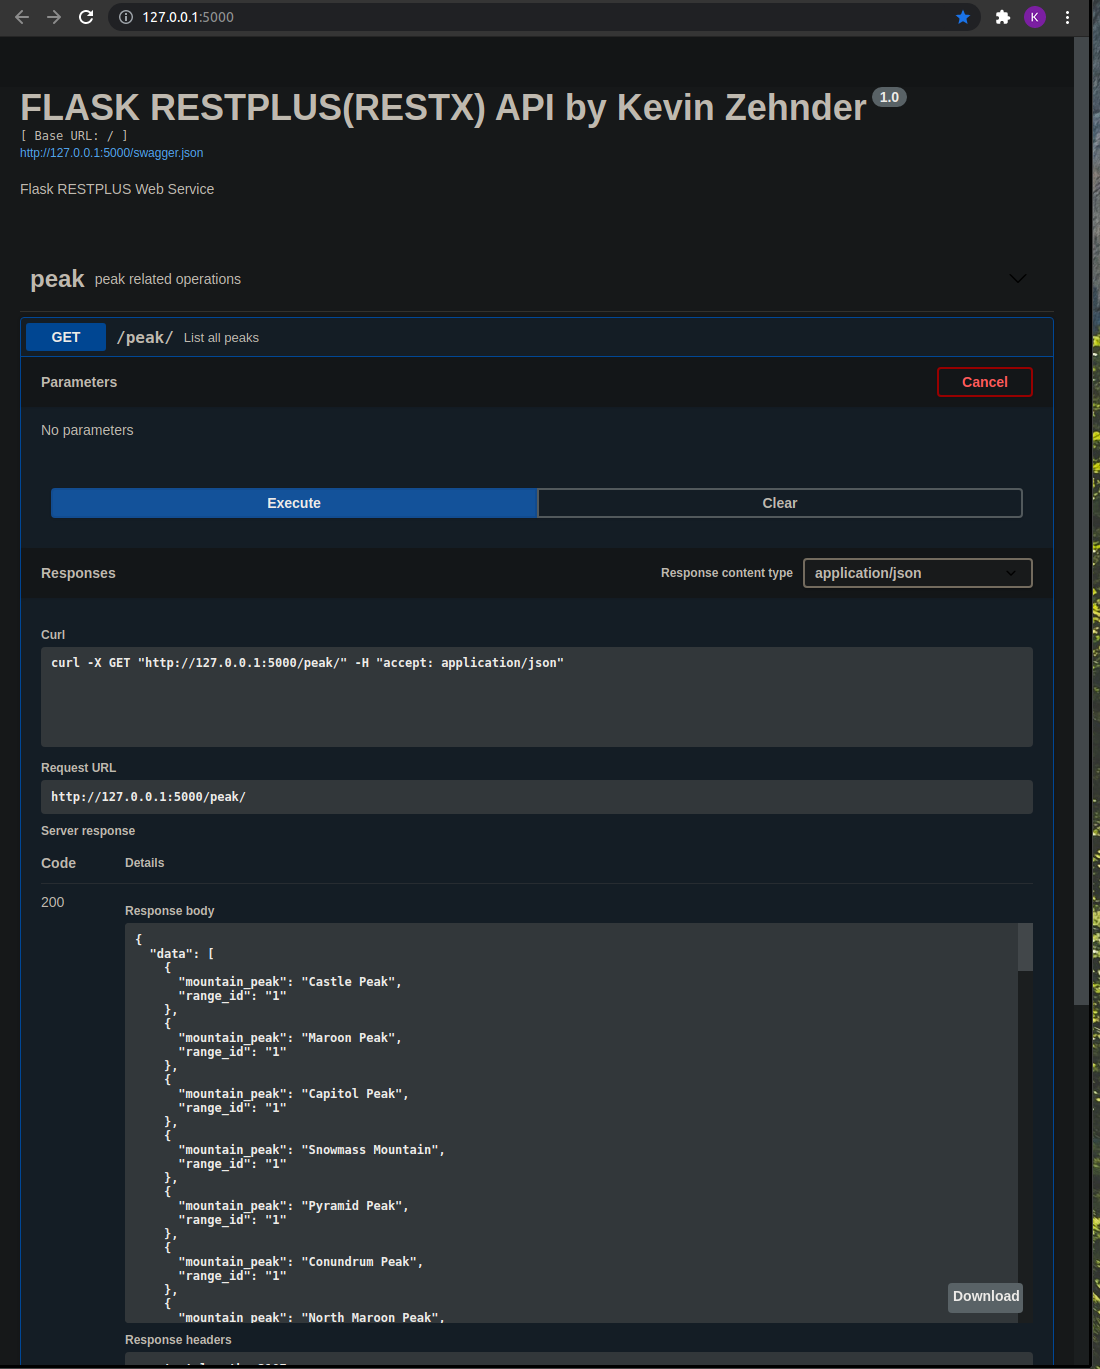 127.0.0.1:5000
K
FLASK RESTPLUS(RESTX) API by Kevin Zehnder 1.0
[ Base URL: / ]
http://127.0.0.1:5000/swagger.json
Flask RESTPLUS Web Service
peak peak related operations
GET /peak/ List all peaks
Parameters Cancel
No parameters
Execute Clear
Responses Response content type application/json
Curl
curl -X GET "http://127.0.0.1:5000/peak/" -H "accept: application/json"
Request URL
http://127.0.0.1:5000/peak/
Server response
Code Details
200
Response body
{
"data": [
{
"mountain_peak": "Castle Peak",
"range_id": "1"
},
{
"mountain_peak": "Maroon Peak",
"range_id": "1"
},
{
"mountain_peak": "Capitol Peak",
"range_id": "1"
},
{
"mountain_peak": "Snowmass Mountain",
"range_id": "1"
},
{
"mountain_peak": "Pyramid Peak",
"range_id": "1"
},
{
"mountain_peak": "Conundrum Peak",
"range_id": "1"
},
{
"mountain_peak": "North Maroon Peak",
Download
Response headers